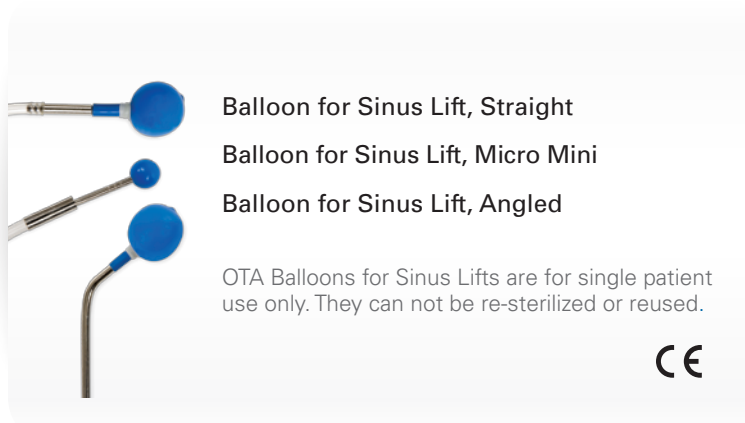 Balloon for Sinus Lift, Straight
Balloon for Sinus Lift, Micro Mini
Balloon for Sinus Lift, Angled
OTA Balloons for Sinus Lifts are for single patient
use only. They can not be re-sterilized or reused.
CE